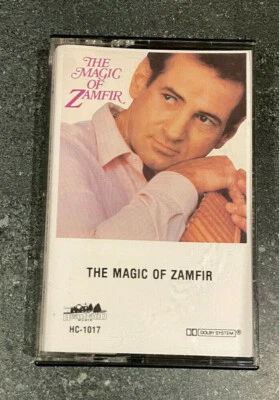 THE
MAGIC
OF
ZAMFIR
THE MAGIC OF ZAMFIR
HC-1017
DOLBY SYSTEM®